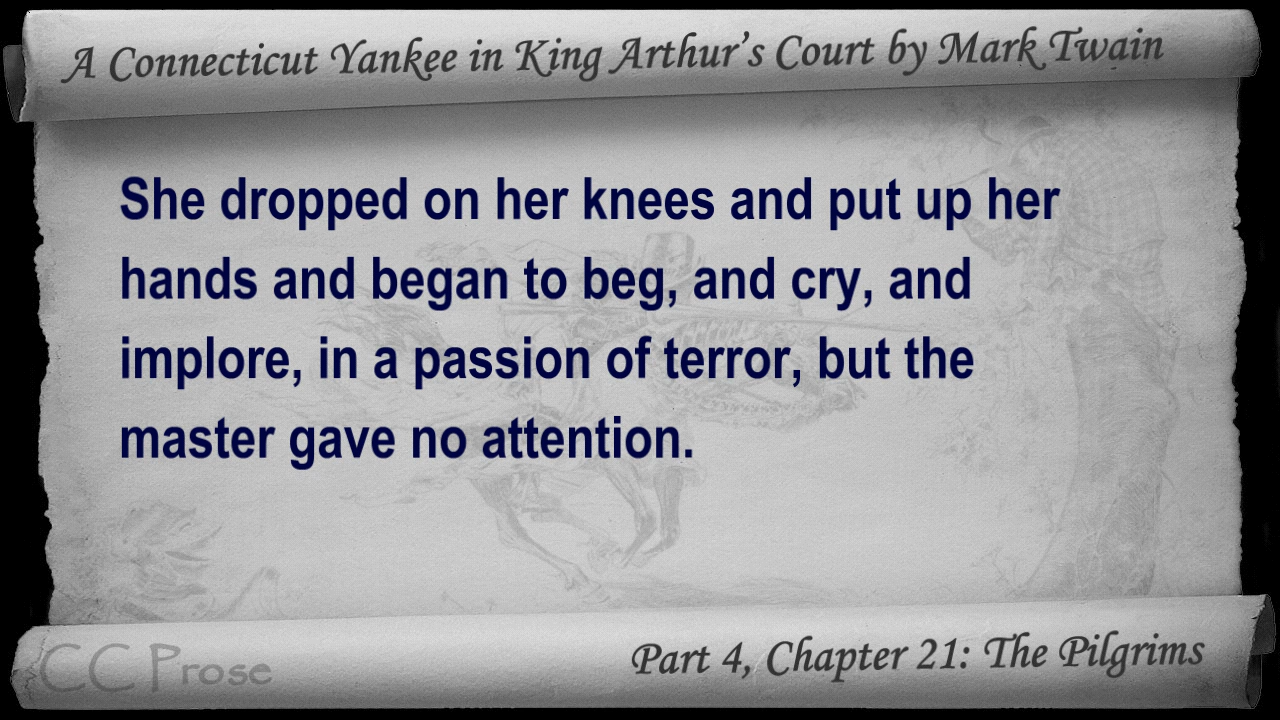 A Connecticut Yankee in King Arthur's Court by Mark Twain
She dropped on her knees and put up her
hands and began to beg, and cry, and
implore, in a passion of terror, but the
master gave no attention.
CC Prose
Part 4, Chapter 21: The Pilgrims